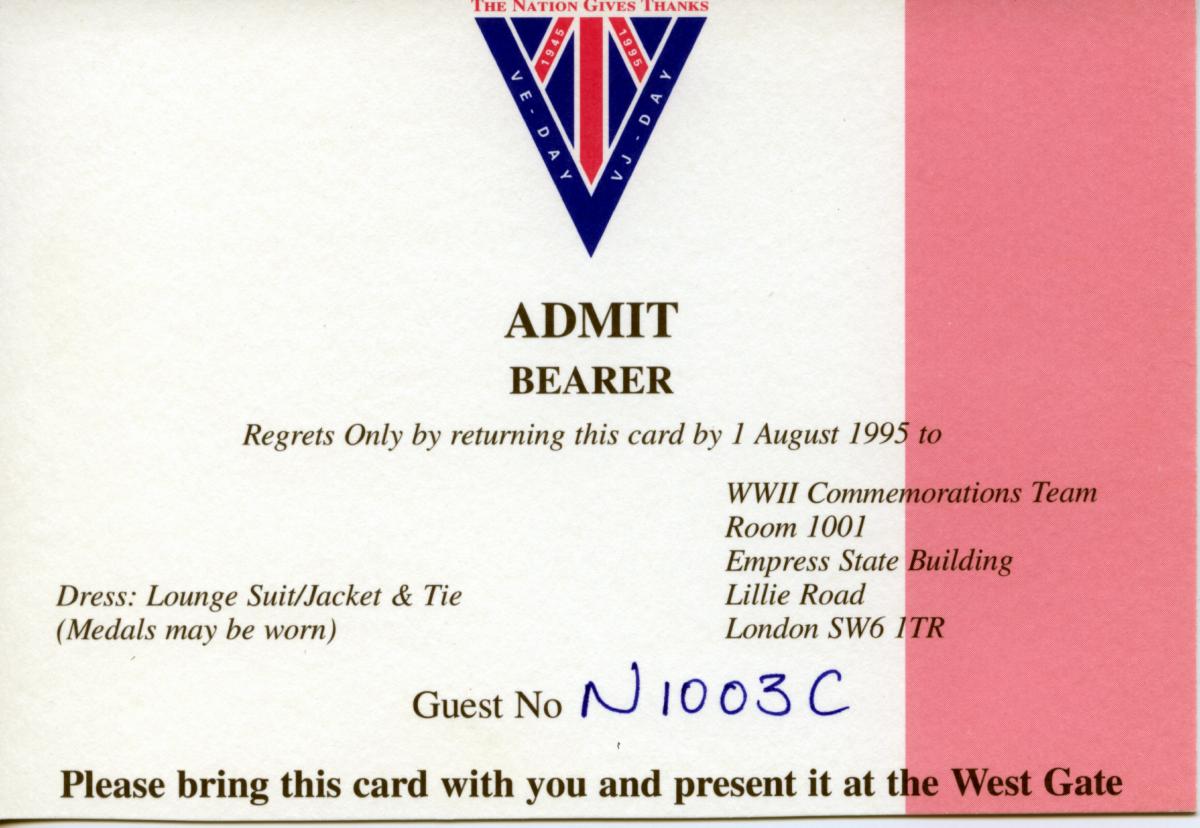 THE NATION GIVES THANKS
1945
1995
VE-DAY
VJ-DAY
ADMIT
BEARER
Regrets Only by returning this card by 1 August 1995 to
WWII Commemorations Team
Room 1001
Empress State Building
Lillie Road
London SW6 1TR
Dress: Lounge Suit/Jacket & Tie
(Medals may be worn)
Guest No N1003C
Please bring this card with you and present it at the West Gate